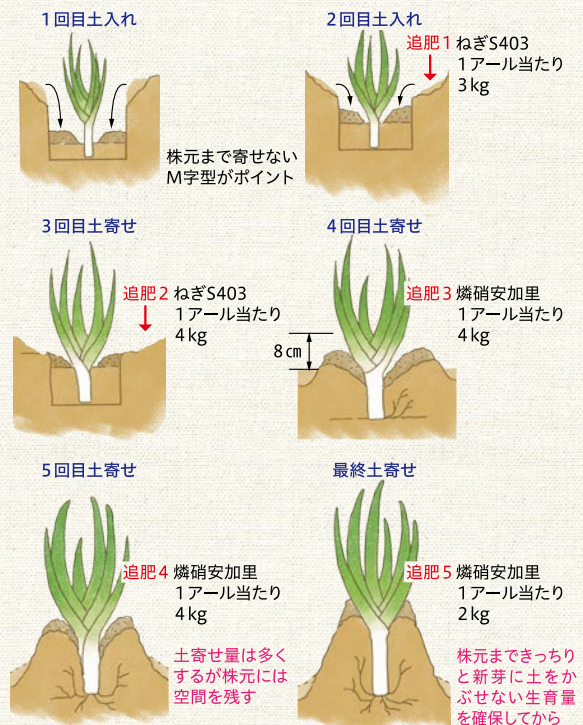 1回目土入れ
株元まで寄せない
M字型がポイント
2回目土入れ
追肥1 ねぎS403
1アール当たり
3kg
3回目土寄せ
追肥2 ねぎS403
1アール当たり
4kg
4回目土寄せ
追肥3 燐硝安加里
1アール当たり
4kg
8cm
5回目土寄せ
追肥4 燐硝安加里
1アール当たり
4kg
土寄せ量は多く
するが株元には
空間を残す
最終土寄せ
追肥5 燐硝安加里
1アール当たり
2kg
株元まできっちり
と新芽に土をか
ぶせない生育量
を確保してから